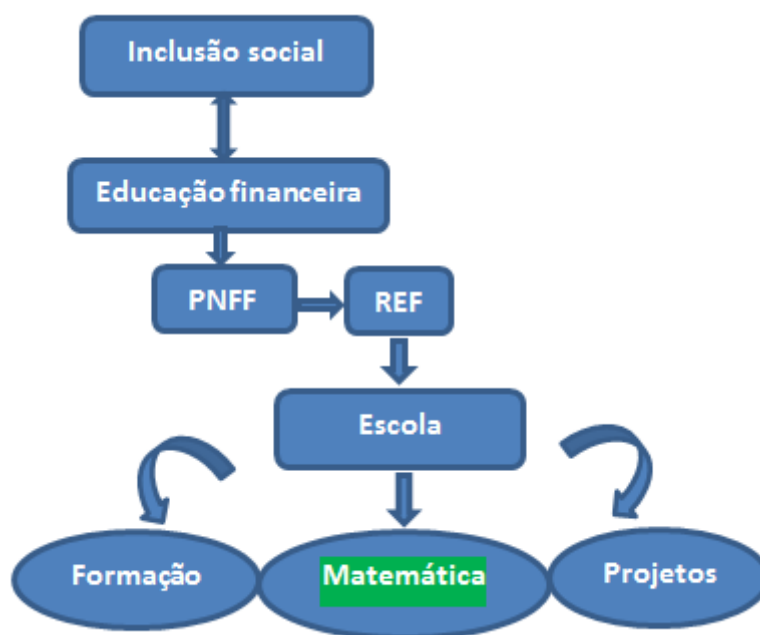 Inclusão social
Educação financeira
PNFF
REF
Escola
Formação
Matemática
Projetos